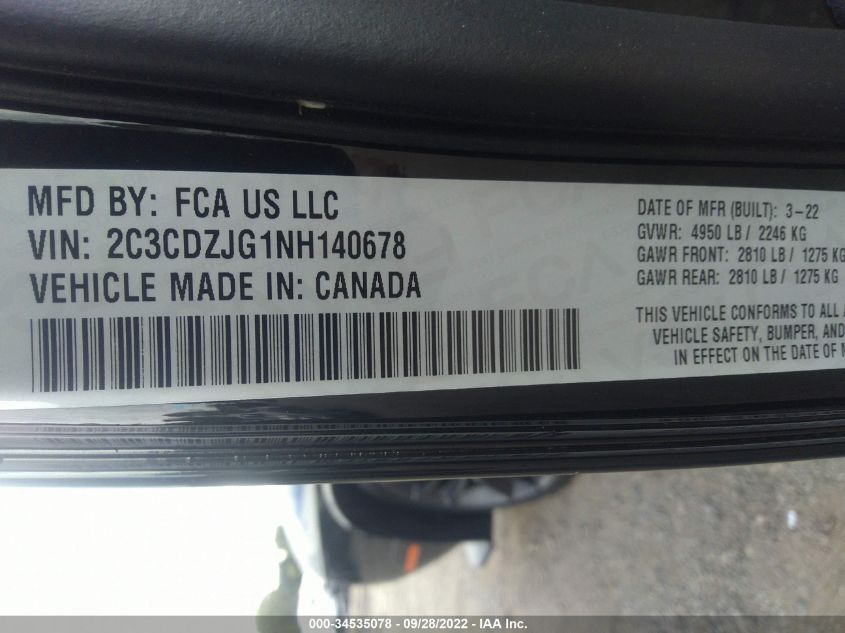 MFD BY: FCA US LLC
VIN: 2C3CDZJG1NH140678
VEHICLE MADE IN: CANADA
DATE OF MFR (BUILT): 3-22
GVWR: 4950 LB / 2246 KG
GAWR FRONT: 2810 LB / 1275 KG
GAWR REAR: 2810 LB / 1275 KG
THIS VEHICLE CONFORMS TO ALL
VEHICLE SAFETY, BUMPER, AND
IN EFFECT ON THE DATE OF
000-34535078 - 09/28/2022 - IAA Inc.